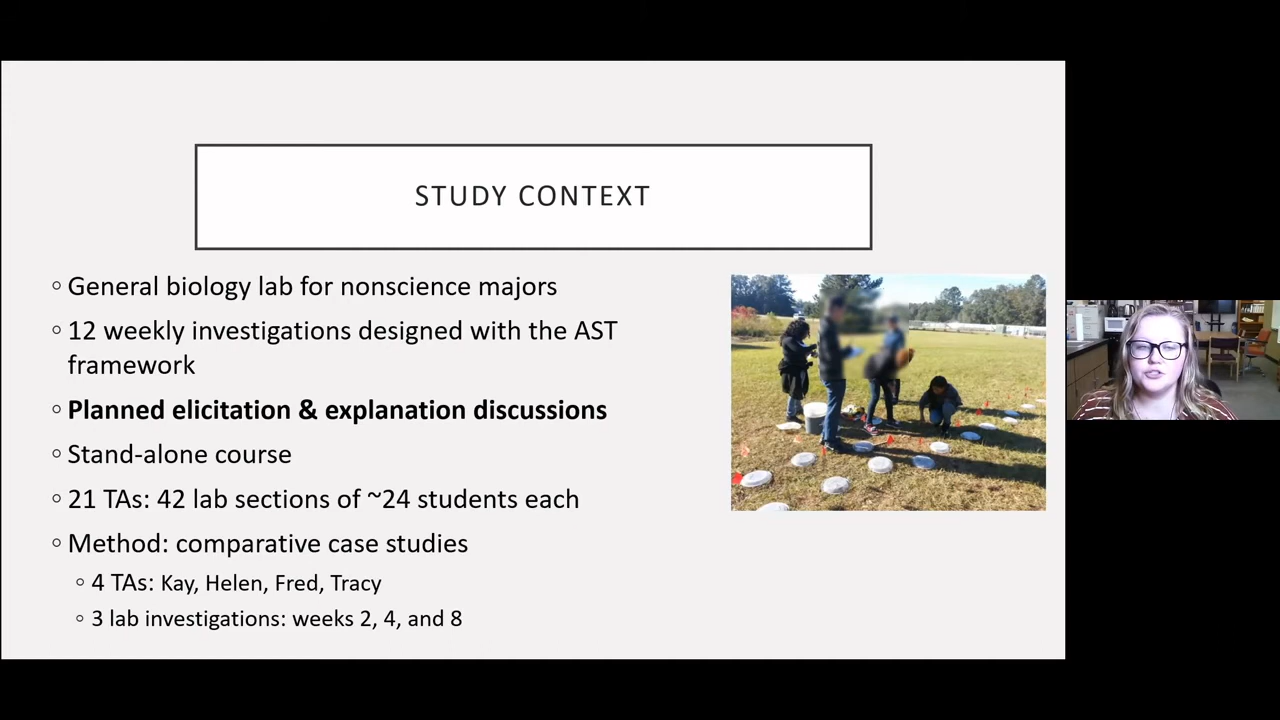 STUDY CONTEXT
◦ General biology lab for nonscience majors
◦ 12 weekly investigations designed with the AST
framework
◦ Planned elicitation & explanation discussions
◦ Stand-alone course
◦ 21 TAs: 42 lab sections of ~24 students each
◦ Method: comparative case studies
◦ 4 TAs: Kay, Helen, Fred, Tracy
◦ 3 lab investigations: weeks 2, 4, and 8